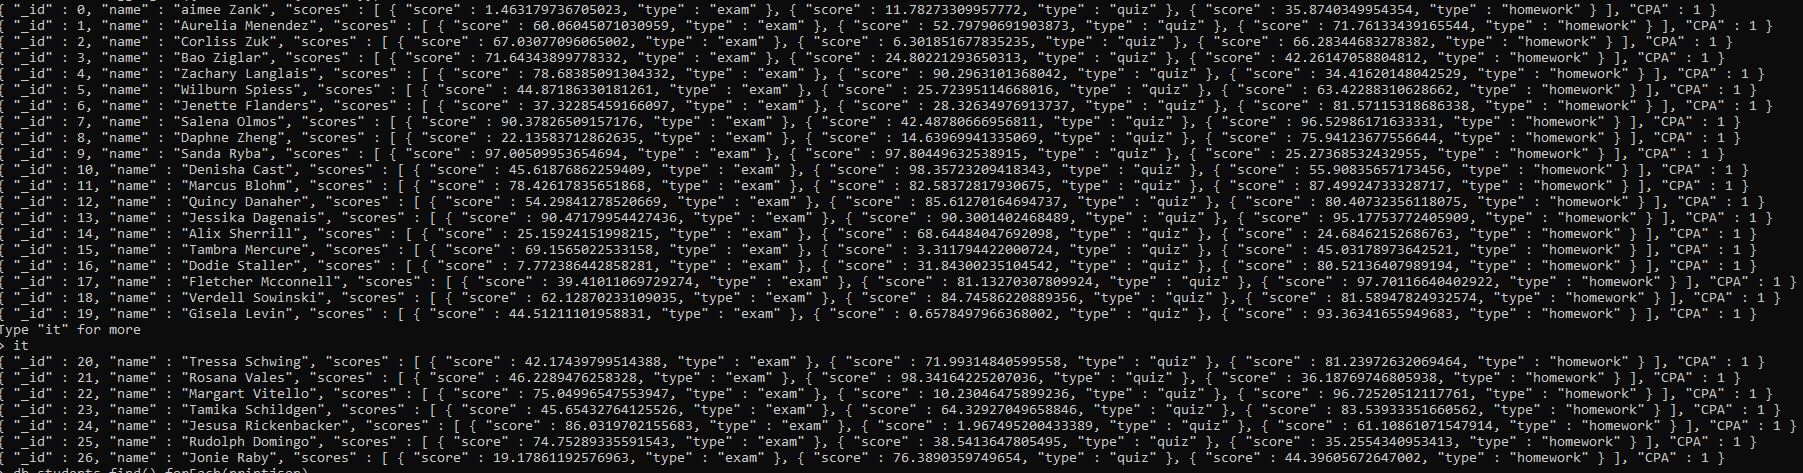 { "_id" : 0, "name" : "aimee Zank", "scores" : [ { "score" : 1.463179736705023, "type" : "exam" }, { "score" : 11.78273309957772, "type" : "quiz" }, { "score" : 35.8740349954354, "type" : "homework" } ], "CPA" : 1 }
{ "_id" : 1, "name" : "Aurelia Menendez", "scores" : [ { "score" : 60.06045071030959, "type" : "exam" }, { "score" : 52.79790691903873, "type" : "quiz" }, { "score" : 71.76133439165544, "type" : "homework" } ], "CPA" : 1 }
{ "_id" : 2, "name" : "Corliss Zuk", "scores" : [ { "score" : 67.03077096065002, "type" : "exam" }, { "score" : 6.301851677835235, "type" : "quiz" }, { "score" : 66.28344683278382, "type" : "homework" } ], "CPA" : 1 }
{ "_id" : 3, "name" : "Bao Ziglar", "scores" : [ { "score" : 71.64343899778332, "type" : "exam" }, { "score" : 24.80221293650313, "type" : "quiz" }, { "score" : 42.26147058804812, "type" : "homework" } ], "CPA" : 1 }
{ "_id" : 4, "name" : "Zachary Langlais", "scores" : [ { "score" : 78.68385091304332, "type" : "exam" }, { "score" : 90.2963101368042, "type" : "quiz" }, { "score" : 34.41620148042529, "type" : "homework" } ], "CPA" : 1 }
{ "_id" : 5, "name" : "Wilburn Spiess", "scores" : [ { "score" : 44.87186330181261, "type" : "exam" }, { "score" : 25.72395114668016, "type" : "quiz" }, { "score" : 63.42288310628662, "type" : "homework" } ], "CPA" : 1 }
{ "_id" : 6, "name" : "Jenette Flanders", "scores" : [ { "score" : 37.32285459166097, "type" : "exam" }, { "score" : 28.32634976913737, "type" : "quiz" }, { "score" : 81.57115318686338, "type" : "homework" } ], "CPA" : 1 }
{ "_id" : 7, "name" : "Salena Olmos", "scores" : [ { "score" : 90.37826509157176, "type" : "exam" }, { "score" : 42.48780666956811, "type" : "quiz" }, { "score" : 96.52986171633331, "type" : "homework" } ], "CPA" : 1 }
{ "_id" : 8, "name" : "Daphne Zheng", "scores" : [ { "score" : 22.13583712862635, "type" : "exam" }, { "score" : 14.63969941335069, "type" : "quiz" }, { "score" : 75.94123677556644, "type" : "homework" } ], "CPA" : 1 }
{ "_id" : 9, "name" : "Sanda Ryba", "scores" : [ { "score" : 97.00509953654694, "type" : "exam" }, { "score" : 97.80449632538915, "type" : "quiz" }, { "score" : 25.27368532432955, "type" : "homework" } ], "CPA" : 1 }
{ "_id" : 10, "name" : "Denisha Cast", "scores" : [ { "score" : 45.61876862259409, "type" : "exam" }, { "score" : 98.35723209418343, "type" : "quiz" }, { "score" : 55.90835657173456, "type" : "homework" } ], "CPA" : 1 }
{ "_id" : 11, "name" : "Marcus Blohm", "scores" : [ { "score" : 78.42617835651868, "type" : "exam" }, { "score" : 82.58372817930675, "type" : "quiz" }, { "score" : 87.49924733328717, "type" : "homework" } ], "CPA" : 1 }
{ "_id" : 12, "name" : "Quincy Danaher", "scores" : [ { "score" : 54.29841278520669, "type" : "exam" }, { "score" : 85.61270164694737, "type" : "quiz" }, { "score" : 80.40732356118075, "type" : "homework" } ], "CPA" : 1 }
{ "_id" : 13, "name" : "Jessika Dagenais", "scores" : [ { "score" : 90.47179954427436, "type" : "exam" }, { "score" : 90.3001402468489, "type" : "quiz" }, { "score" : 95.17753772405909, "type" : "homework" } ], "CPA" : 1 }
{ "_id" : 14, "name" : "Alix Sherrill", "scores" : [ { "score" : 25.15924151998215, "type" : "exam" }, { "score" : 68.64484047692098, "type" : "quiz" }, { "score" : 24.68462152686763, "type" : "homework" } ], "CPA" : 1 }
{ "_id" : 15, "name" : "Tambra Mercure", "scores" : [ { "score" : 69.1565022533158, "type" : "exam" }, { "score" : 3.311794422000724, "type" : "quiz" }, { "score" : 45.03178973642521, "type" : "homework" } ], "CPA" : 1 }
{ "_id" : 16, "name" : "Dodie Staller", "scores" : [ { "score" : 7.772386442858281, "type" : "exam" }, { "score" : 31.84300235104542, "type" : "quiz" }, { "score" : 80.52136407989194, "type" : "homework" } ], "CPA" : 1 }
{ "_id" : 17, "name" : "Fletcher Mcconnell", "scores" : [ { "score" : 39.41011069729274, "type" : "exam" }, { "score" : 81.13270307809924, "type" : "quiz" }, { "score" : 97.70116640402922, "type" : "homework" } ], "CPA" : 1 }
{ "_id" : 18, "name" : "Verdell Sowinski", "scores" : [ { "score" : 62.12870233109035, "type" : "exam" }, { "score" : 84.74586220889356, "type" : "quiz" }, { "score" : 81.58947824932574, "type" : "homework" } ], "CPA" : 1 }
{ "_id" : 19, "name" : "Gisela Levin", "scores" : [ { "score" : 44.51211101958831, "type" : "exam" }, { "score" : 0.6578497966368002, "type" : "quiz" }, { "score" : 93.36341655949683, "type" : "homework" } ], "CPA" : 1 }
Type "it" for more
> it
{ "_id" : 20, "name" : "Tressa Schwing", "scores" : [ { "score" : 42.17439799514388, "type" : "exam" }, { "score" : 71.99314840599558, "type" : "quiz" }, { "score" : 81.23972632069464, "type" : "homework" } ], "CPA" : 1 }
{ "_id" : 21, "name" : "Rosana Vales", "scores" : [ { "score" : 46.2289476258328, "type" : "exam" }, { "score" : 98.34164225207036, "type" : "quiz" }, { "score" : 36.18769746805938, "type" : "homework" } ], "CPA" : 1 }
{ "_id" : 22, "name" : "Margart Vitello", "scores" : [ { "score" : 75.04996547553947, "type" : "exam" }, { "score" : 10.23046475899236, "type" : "quiz" }, { "score" : 96.72520512117761, "type" : "homework" } ], "CPA" : 1 }
{ "_id" : 23, "name" : "Tamika Schildgen", "scores" : [ { "score" : 45.65432764125526, "type" : "exam" }, { "score" : 64.32927049658846, "type" : "quiz" }, { "score" : 83.53933351660562, "type" : "homework" } ], "CPA" : 1 }
{ "_id" : 24, "name" : "Jesusa Rickenbacker", "scores" : [ { "score" : 86.0319702155683, "type" : "exam" }, { "score" : 1.967495200433389, "type" : "quiz" }, { "score" : 61.10861071547914, "type" : "homework" } ], "CPA" : 1 }
{ "_id" : 25, "name" : "Rudolph Domingo", "scores" : [ { "score" : 74.75289335591543, "type" : "exam" }, { "score" : 38.5413647805495, "type" : "quiz" }, { "score" : 35.2554340953413, "type" : "homework" } ], "CPA" : 1 }
{ "_id" : 26, "name" : "Jonie Raby", "scores" : [ { "score" : 19.17861192576963, "type" : "exam" }, { "score" : 76.3890359749654, "type" : "quiz" }, { "score" : 44.39605672647002, "type" : "homework" } ], "CPA" : 1 }
> db.students.find().forEach(printjson)